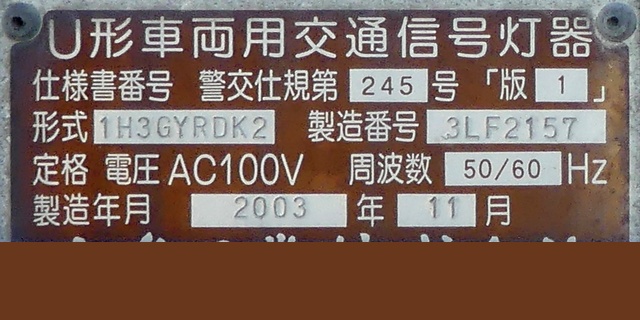 U形車両用交通信号灯器
仕様書番号 警交仕規第 245 号 「版 1 」
形式 1H3GYRDK2 製造番号 3LF2157
定格 電圧 AC100V 周波数 50/60 Hz
製造年月 2003 年 11 月